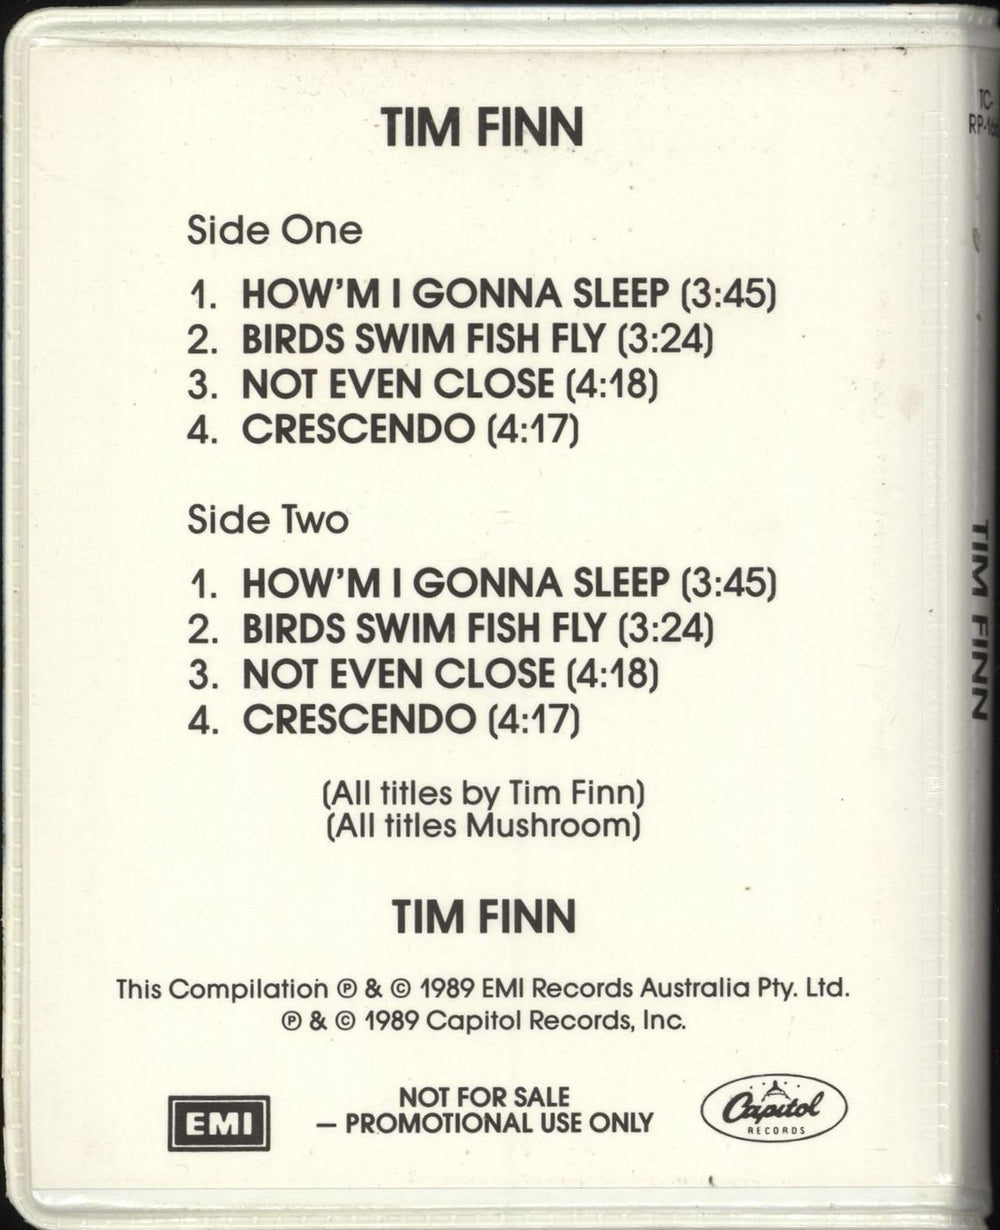 TIM FINN
Side One
1. HOW'M I GONNA SLEEP (3:45)
2. BIRDS SWIM FISH FLY (3:24)
3. NOT EVEN CLOSE (4:18)
4. CRESCENDO (4:17)
Side Two
1. HOW'M I GONNA SLEEP (3:45)
2. BIRDS SWIM FISH FLY (3:24)
3. NOT EVEN CLOSE (4:18)
4. CRESCENDO (4:17)
(All titles by Tim Finn)
(All titles Mushroom)
TIM FINN
This Compilation ℗ & © 1989 EMI Records Australia Pty. Ltd.
℗ & © 1989 Capitol Records, Inc.
EMI
NOT FOR SALE
— PROMOTIONAL USE ONLY
Capitol
RECORDS
TC-
TIM FINN